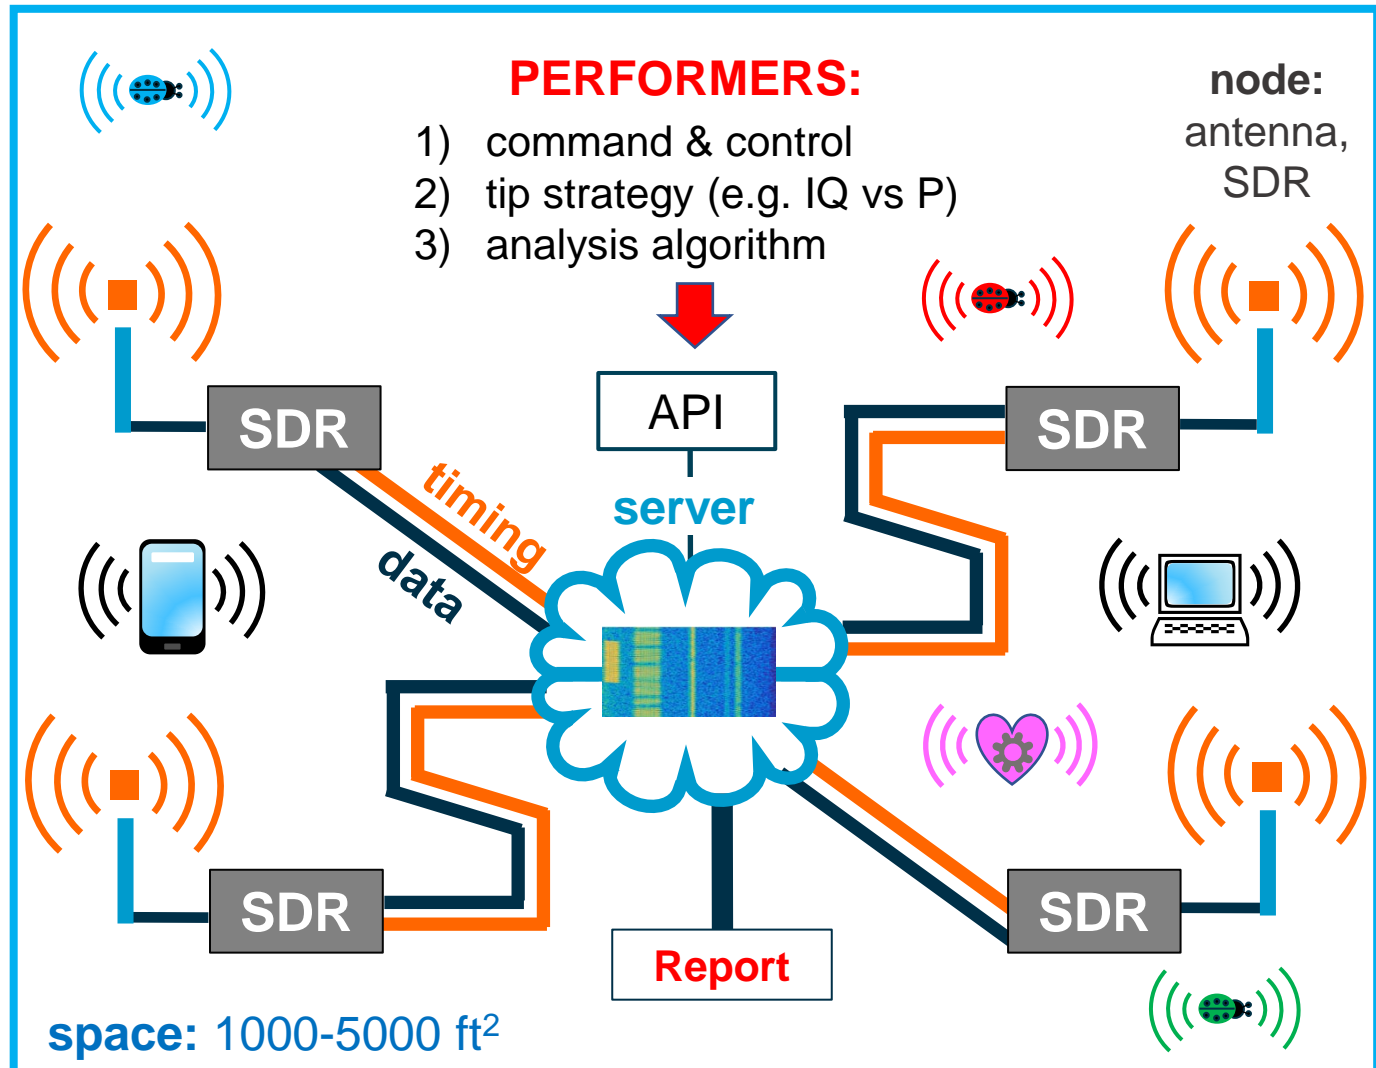 PERFORMERS:
1) command & control
2) tip strategy (e.g. IQ vs P)
3) analysis algorithm
node:
antenna,
SDR
API
SDR
SDR
server
timing
data
SDR
SDR
Report
space: 1000-5000 ft²